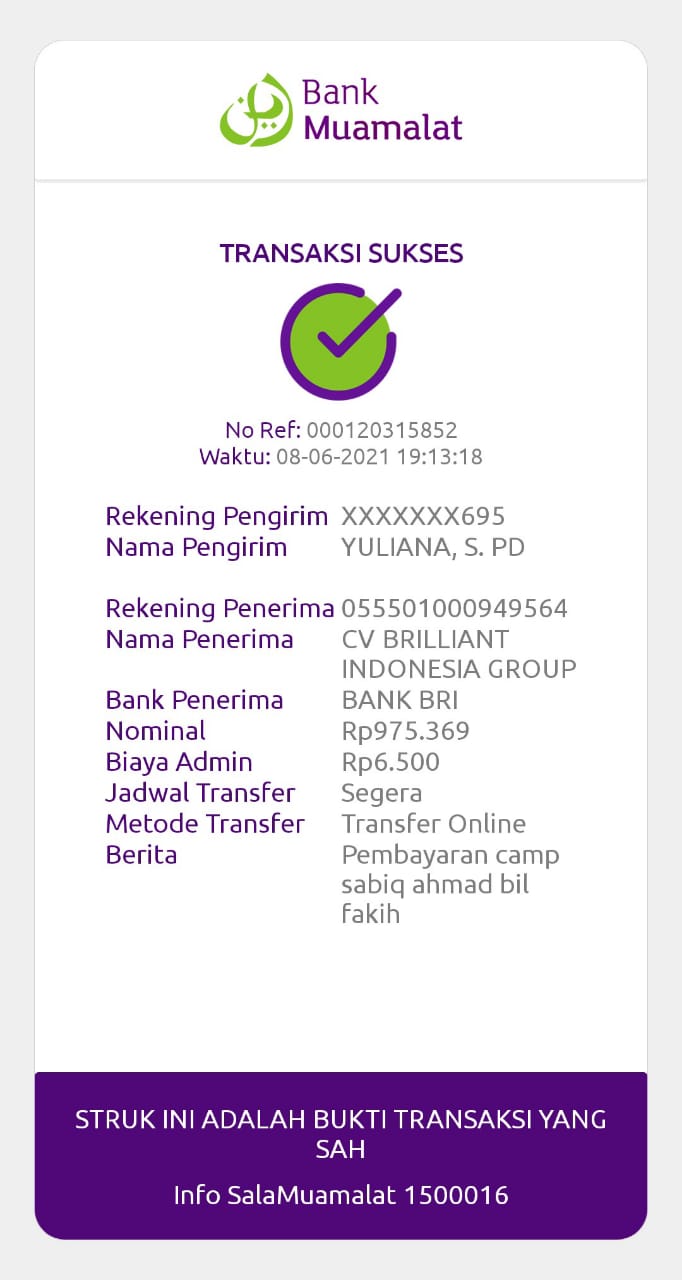 Bank
Muamalat
TRANSAKSI SUKSES
No Ref: 000120315852
Waktu: 08-06-2021 19:13:18
Rekening Pengirim XXXXXXX695
Nama Pengirim YULIANA, S. PD
Rekening Penerima 055501000949564
Nama Penerima CV BRILLIANT
INDONESIA GROUP
Bank Penerima BANK BRI
Nominal Rp975.369
Biaya Admin Rp6.500
Jadwal Transfer Segera
Metode Transfer Transfer Online
Berita Pembayaran camp
sabiq ahmad bil
fakih
STRUK INI ADALAH BUKTI TRANSAKSI YANG
SAH
Info SalaMuamalat 1500016